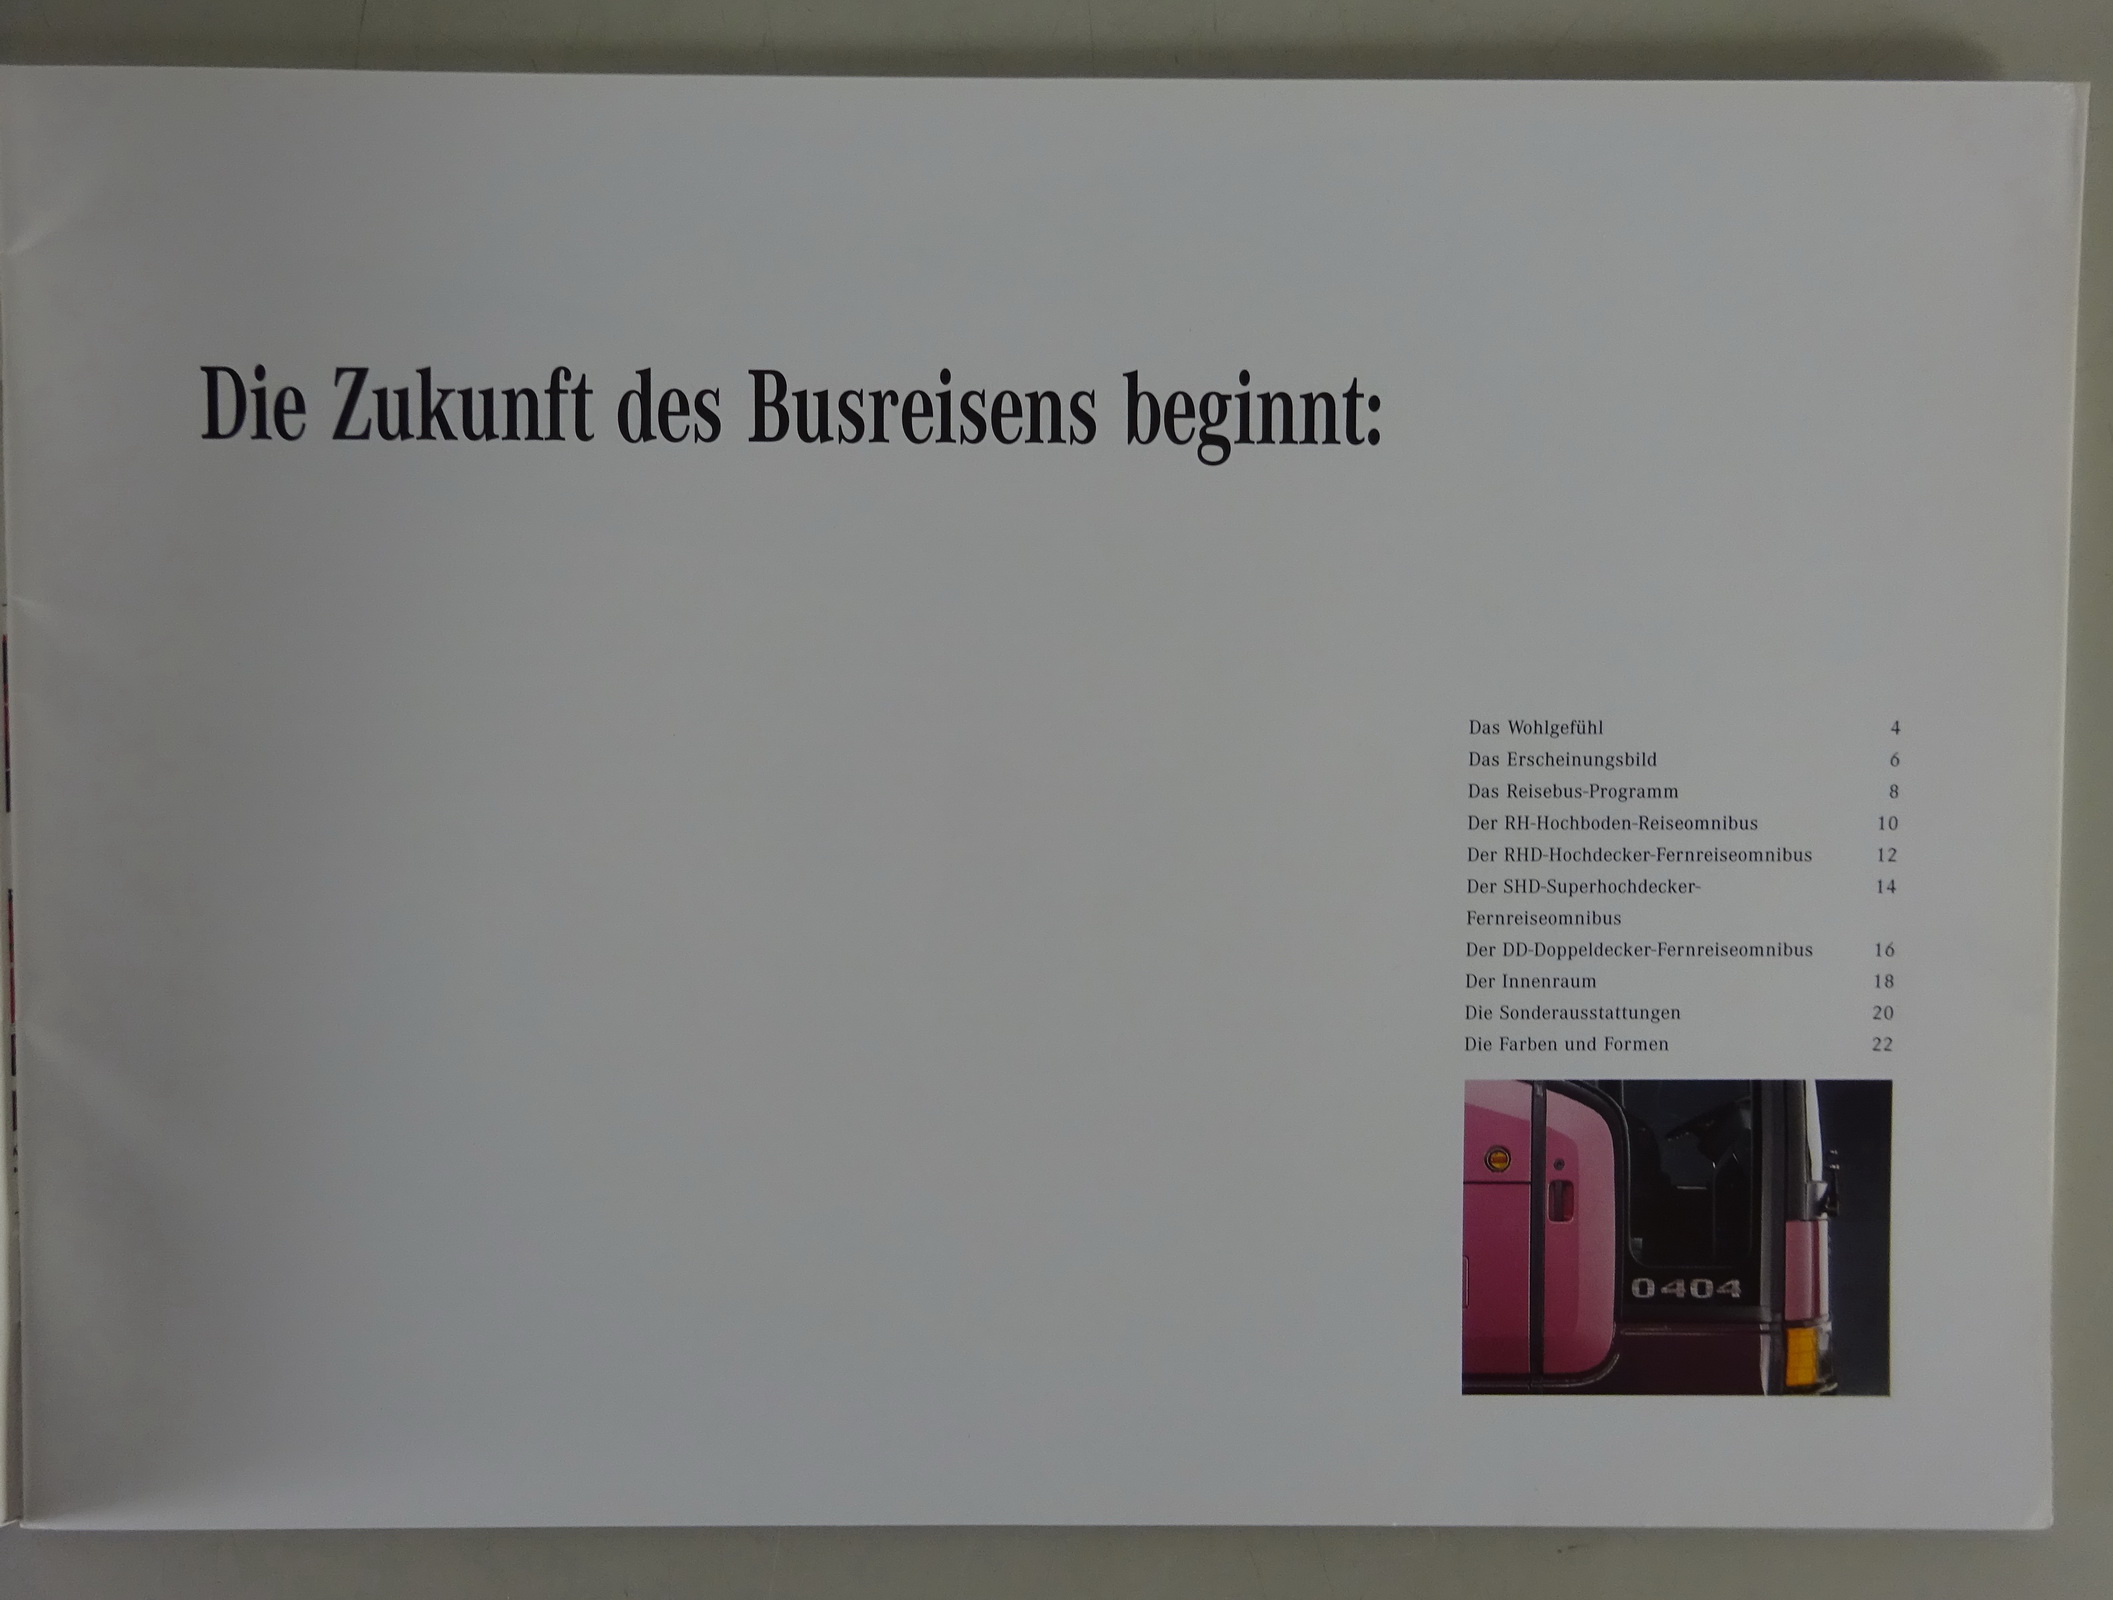 Die Zukunft des Busreisens beginnt:
Das Wohlgefühl 4
Das Erscheinungsbild 6
Das Reisebus-Programm 8
Der RH-Hochboden-Reiseomnibus 10
Der RHD-Hochdecker-Fernreiseomnibus 12
Der SHD-Superhochdecker- 14
Fernreiseomnibus
Der DD-Doppeldecker-Fernreiseomnibus 16
Der Innenraum 18
Die Sonderausstattungen 20
Die Farben und Formen 22
0404